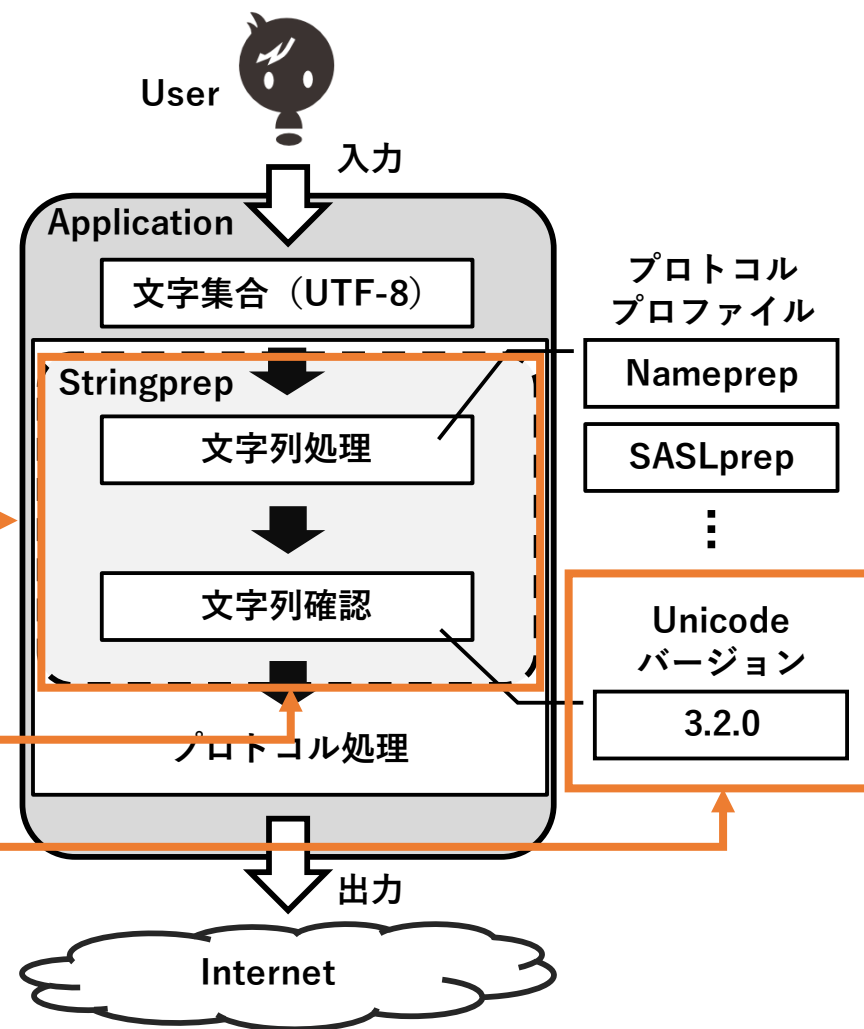 User
入力
Application
文字集合（UTF-8）
プロトコル
プロファイル
Stringprep
Nameprep
文字列処理
SASLprep
⋮
文字列確認
Unicode
バージョン
3.2.0
プロトコル処理
出力
Internet